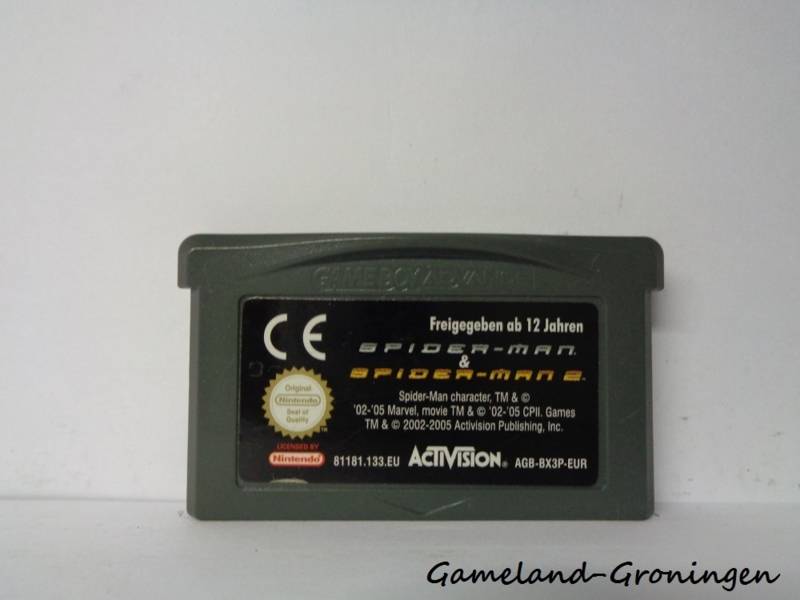 GAME BOY ADVANCE
CE
Freigegeben ab 12 Jahren
SPIDER-MAN
&
SPIDER-MAN 2
Original
Nintendo
Seal of
Quality
TM
Spider-Man character, TM & ©
'02-'05 Marvel, movie TM & © '02-'05 CPII. Games
TM & © 2002-2005 Activision Publishing, Inc.
LICENSED BY
Nintendo
81181.133.EU ACTIVISION® AGB-BX3P-EUR
Gameland-Groningen